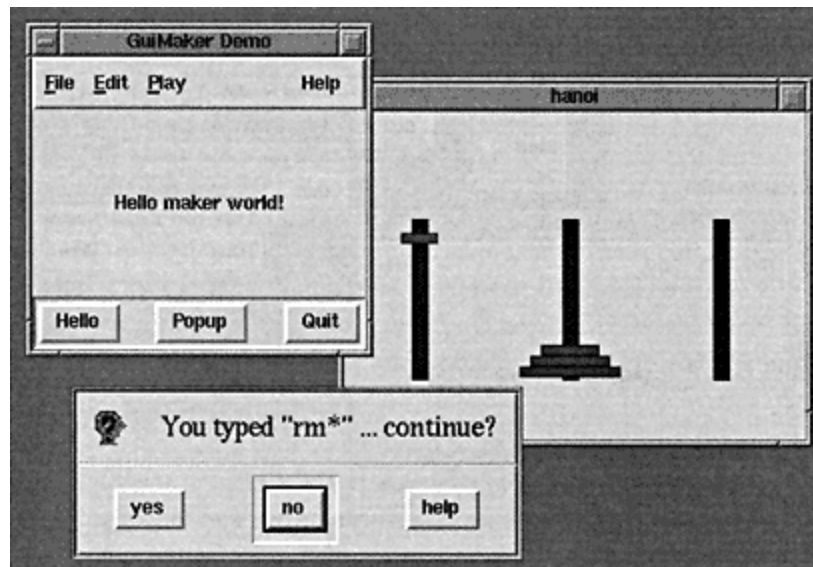 GuiMaker Demo
File Edit Play Help
Hello maker world!
Hello Popup Quit
hanoi
You typed "rm*" ... continue?
yes no help